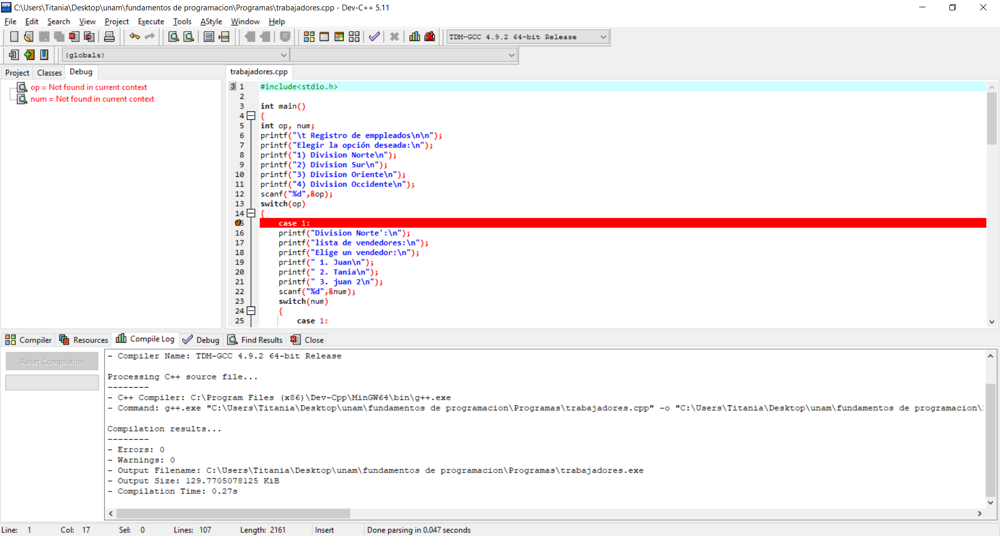 C:\Users\Titania\Desktop\unam\fundamentos de programacion\Programas\trabajadores.cpp - Dev-C++ 5.11
File Edit Search View Project Execute Tools AStyle Window Help
TDM-GCC 4.9.2 64-bit Release
(globals)
Project Classes Debug
trabajadores.cpp
op = Not found in current context
num = Not found in current context
3 1 #include<stdio.h>
2
3 int main()
4 {
5 int op, num;
6 printf("\t Registro de emppleados\n\n");
7 printf("Elegir la opción deseada:\n");
8 printf("1) Division Norte\n");
9 printf("2) Division Sur\n");
10 printf("3) Division Oriente\n");
11 printf("4) Division Occidente\n");
12 scanf("%d",&op);
13 switch(op)
14 {
5 case 1:
16 printf("Division Norte':\n");
17 printf("lista de vendedores:\n");
18 printf("Elige un vendedor:\n");
19 printf(" 1. Juan\n");
20 printf(" 2. Tania\n");
21 printf(" 3. juan 2\n");
22 scanf("%d",&num);
23 switch(num)
24 {
25 case 1:
Compiler Resources Compile Log Debug Find Results Close
Abort Compilation
- Compiler Name: TDM-GCC 4.9.2 64-bit Release
Processing C++ source file...
--------
- C++ Compiler: C:\Program Files (x86)\Dev-Cpp\MinGW64\bin\g++.exe
- Command: g++.exe "C:\Users\Titania\Desktop\unam\fundamentos de programacion\Programas\trabajadores.cpp" -o "C:\Users\Titania\Desktop\unam\fundamentos de programacion\
Compilation results...
--------
- Errors: 0
- Warnings: 0
- Output Filename: C:\Users\Titania\Desktop\unam\fundamentos de programacion\Programas\trabajadores.exe
- Output Size: 129.7705078125 KiB
- Compilation Time: 0.27s
Line: 1 Col: 17 Sel: 0 Lines: 107 Length: 2161 Insert Done parsing in 0.047 seconds